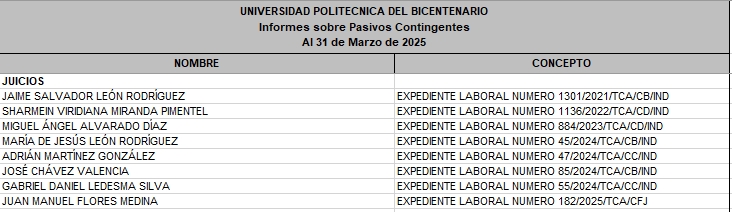 UNIVERSIDAD POLITECNICA DEL BICENTENARIO
Informes sobre Pasivos Contingentes
Al 31 de Marzo de 2025
NOMBRE CONCEPTO
JUICIOS
JAIME SALVADOR LEÓN RODRÍGUEZ EXPEDIENTE LABORAL NUMERO 1301/2021/TCA/CB/IND
SHARMEIN VIRIDIANA MIRANDA PIMENTEL EXPEDIENTE LABORAL NUMERO 1136/2022/TCA/CD/IND
MIGUEL ÁNGEL ALVARADO DÍAZ EXPEDIENTE LABORAL NUMERO 884/2023/TCA/CD/IND
MARÍA DE JESÚS LEÓN RODRÍGUEZ EXPEDIENTE LABORAL NUMERO 45/2024/TCA/CB/IND
ADRIÁN MARTÍNEZ GONZÁLEZ EXPEDIENTE LABORAL NUMERO 47/2024/TCA/CC/IND
JOSÉ CHÁVEZ VALENCIA EXPEDIENTE LABORAL NUMERO 85/2024/TCA/CB/IND
GABRIEL DANIEL LEDESMA SILVA EXPEDIENTE LABORAL NUMERO 55/2024/TCA/CC/IND
JUAN MANUEL FLORES MEDINA EXPEDIENTE LABORAL NUMERO 182/2025/TCA/CFJ